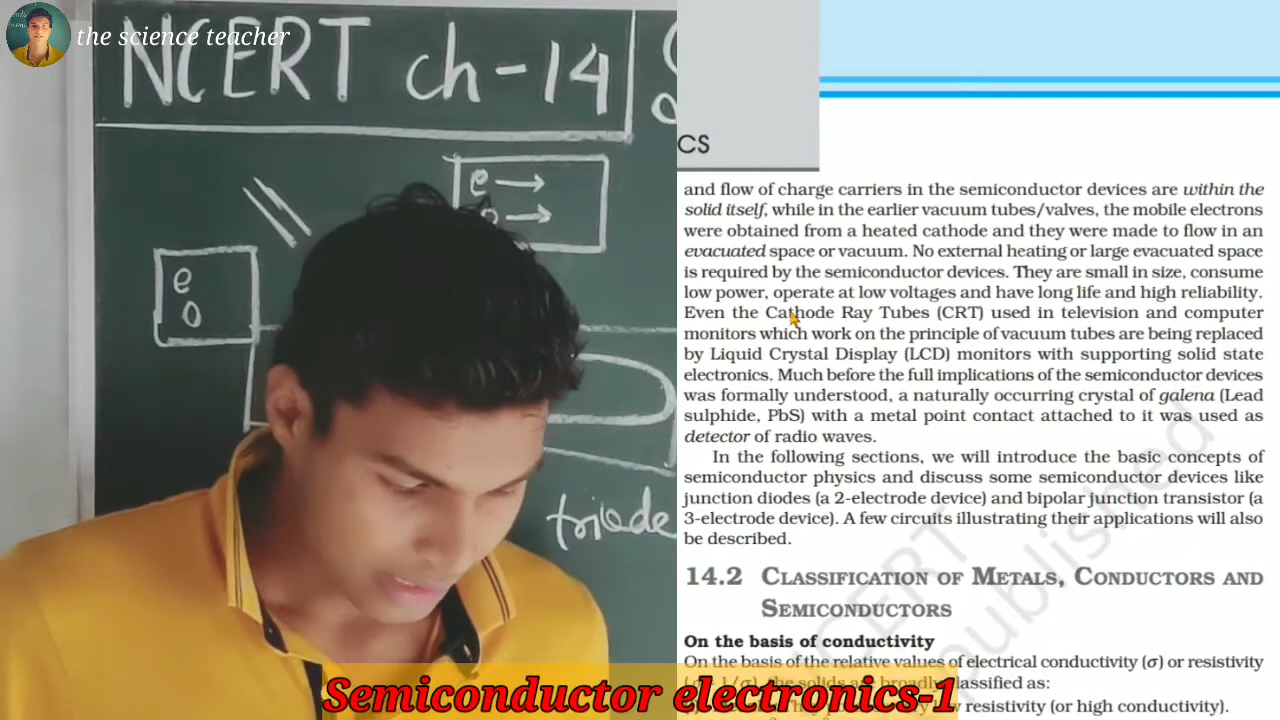 the science teacher
NCERT ch-14
e →
e
o
triode
CS
and flow of charge carriers in the semiconductor devices are within the
solid itself, while in the earlier vacuum tubes/valves, the mobile electrons
were obtained from a heated cathode and they were made to flow in an
evacuated space or vacuum. No external heating or large evacuated space
is required by the semiconductor devices. They are small in size, consume
low power, operate at low voltages and have long life and high reliability.
Even the Cathode Ray Tubes (CRT) used in television and computer
monitors which work on the principle of vacuum tubes are being replaced
by Liquid Crystal Display (LCD) monitors with supporting solid state
electronics. Much before the full implications of the semiconductor devices
was formally understood, a naturally occurring crystal of galena (Lead
sulphide, PbS) with a metal point contact attached to it was used as
detector of radio waves.
In the following sections, we will introduce the basic concepts of
semiconductor physics and discuss some semiconductor devices like
junction diodes (a 2-electrode device) and bipolar junction transistor (a
3-electrode device). A few circuits illustrating their applications will also
be described.
14.2 CLASSIFICATION OF METALS, CONDUCTORS AND
SEMICONDUCTORS
On the basis of conductivity
On the basis of the relative values of electrical conductivity (σ) or resistivity
the solids are broadly classified as:
resistivity (or high conductivity).
NCERT
published
Semiconductor electronics-1